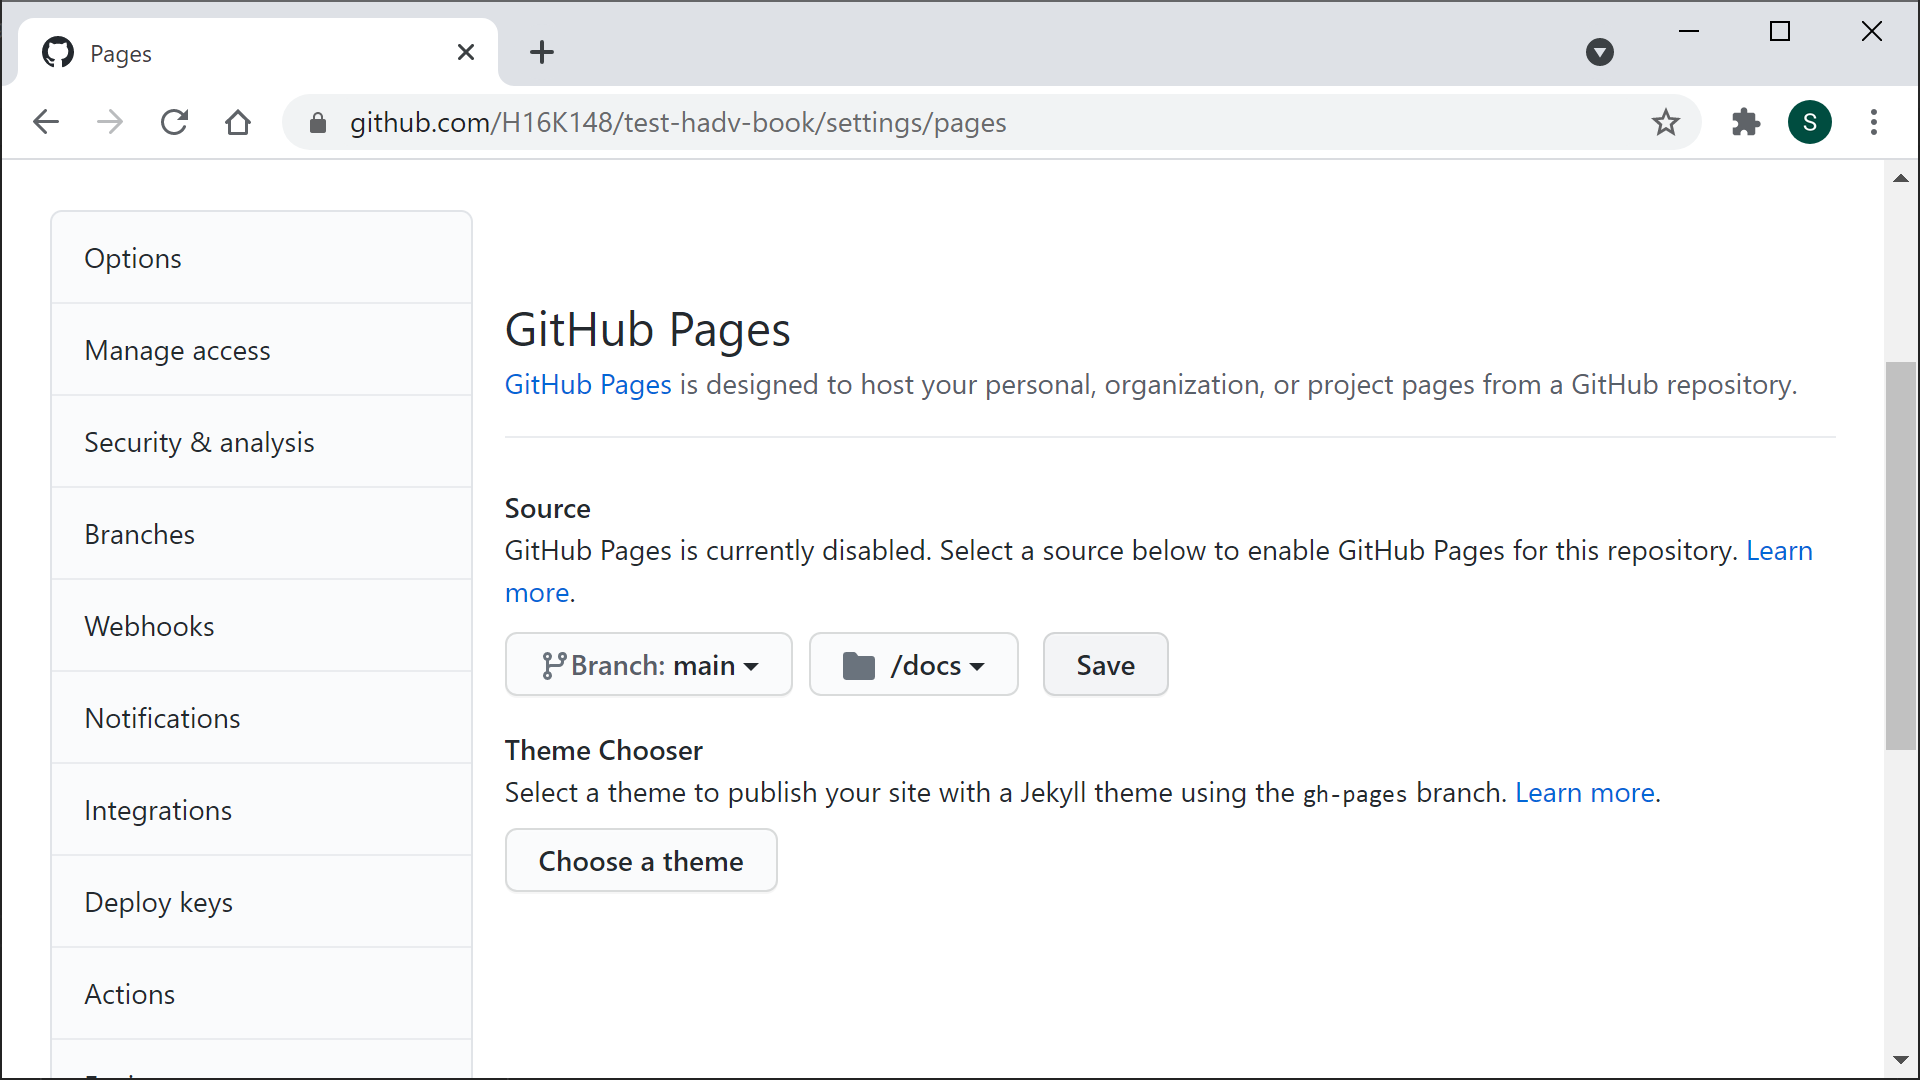 Pages
github.com/H16K148/test-hadv-book/settings/pages
S
Options
Manage access
Security & analysis
Branches
Webhooks
Notifications
Integrations
Deploy keys
Actions
GitHub Pages
GitHub Pages is designed to host your personal, organization, or project pages from a GitHub repository.
Source
GitHub Pages is currently disabled. Select a source below to enable GitHub Pages for this repository. Learn
more.
Branch: main
/docs
Save
Theme Chooser
Select a theme to publish your site with a Jekyll theme using the gh-pages branch. Learn more.
Choose a theme